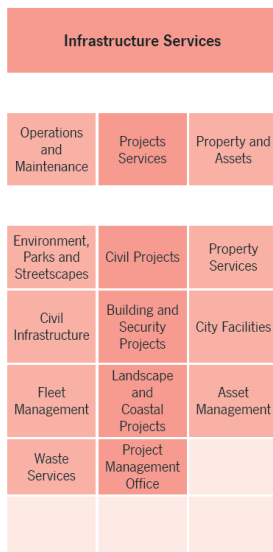 Infrastructure Services
Operations
and
Maintenance
Projects
Services
Property and
Assets
Environment,
Parks and
Streetscapes
Civil Projects
Property
Services
Civil
Infrastructure
Building and
Security
Projects
City Facilities
Fleet
Management
Landscape
and
Coastal
Projects
Asset
Management
Waste
Services
Project
Management
Office